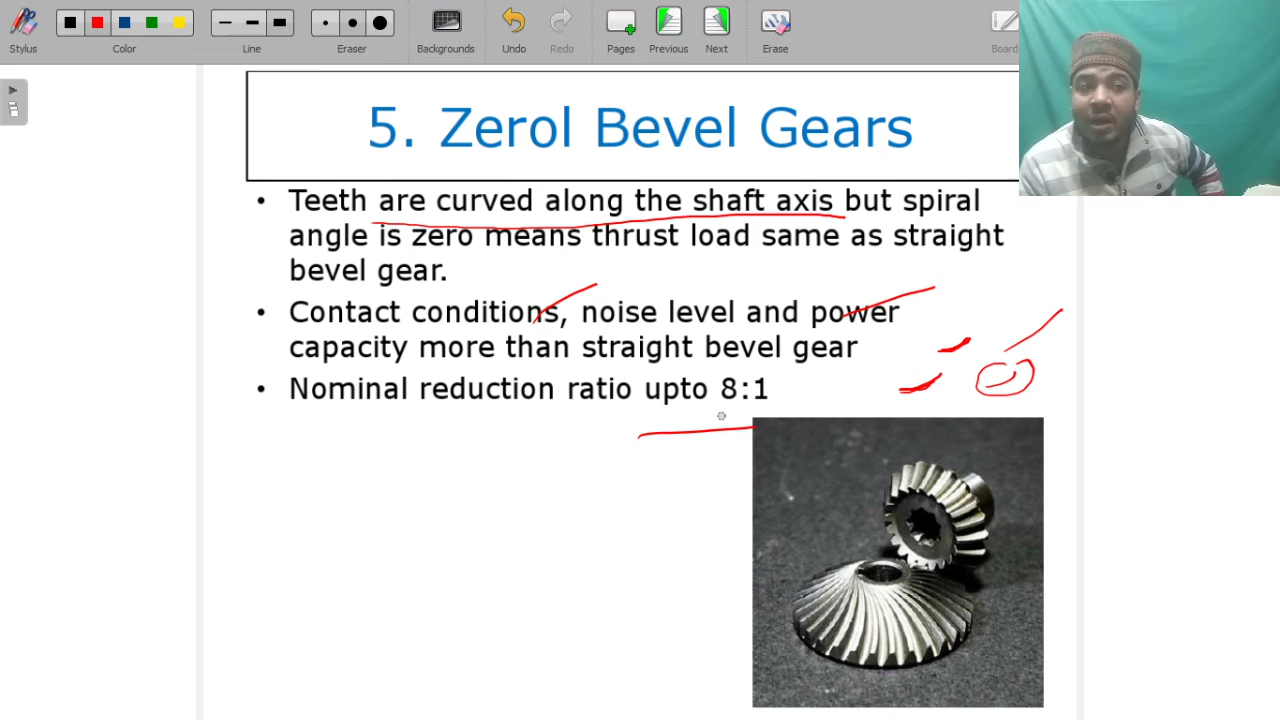 Stylus
Color
Line
Eraser
Backgrounds
Undo
Redo
Pages
Previous
Next
Erase
Board
5. Zerol Bevel Gears
• Teeth are curved along the shaft axis but spiral
angle is zero means thrust load same as straight
bevel gear.
• Contact conditions, noise level and power
capacity more than straight bevel gear
• Nominal reduction ratio upto 8:1